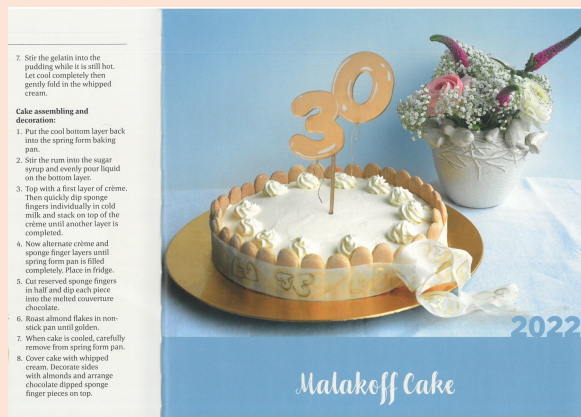 7. Stir the gelatin into the
pudding while it is still hot.
Let cool completely then
gently fold in the whipped
cream.
Cake assembling and
decoration:
1. Put the cool bottom layer back
into the spring form baking
pan.
2. Stir the rum into the sugar
syrup and evenly pour liquid
on the bottom layer.
3. Top with a first layer of crème.
Then quickly dip sponge
fingers individually in cold
milk and stack on top of the
crème until another layer is
completed.
4. Now alternate crème and
sponge finger layers until
spring form pan is filled
completely. Place in fridge.
5. Cut reserved sponge fingers
in half and dip each piece
into the melted couverture
chocolate.
6. Roast almond flakes in non-
stick pan until golden.
7. When cake is cooled, carefully
remove from spring form pan.
8. Cover cake with whipped
cream. Decorate sides
with almonds and arrange
chocolate dipped sponge
finger pieces on top.
30
2022
Malakoff Cake